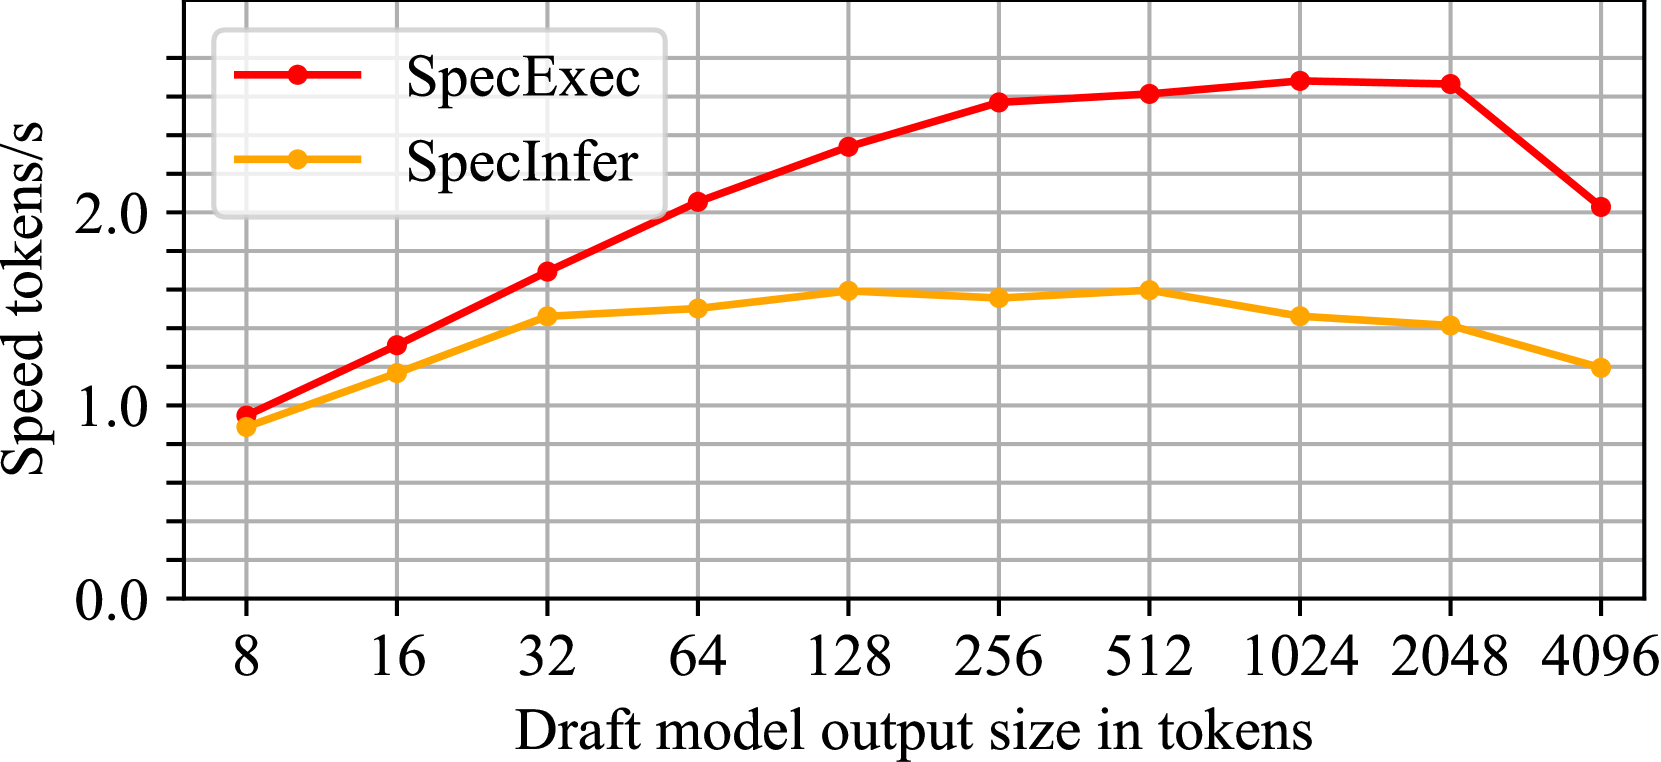 SpecExec
SpecInfer
Speed tokens/s
2.0
1.0
0.0
8 16 32 64 128 256 512 1024 2048 4096
Draft model output size in tokens